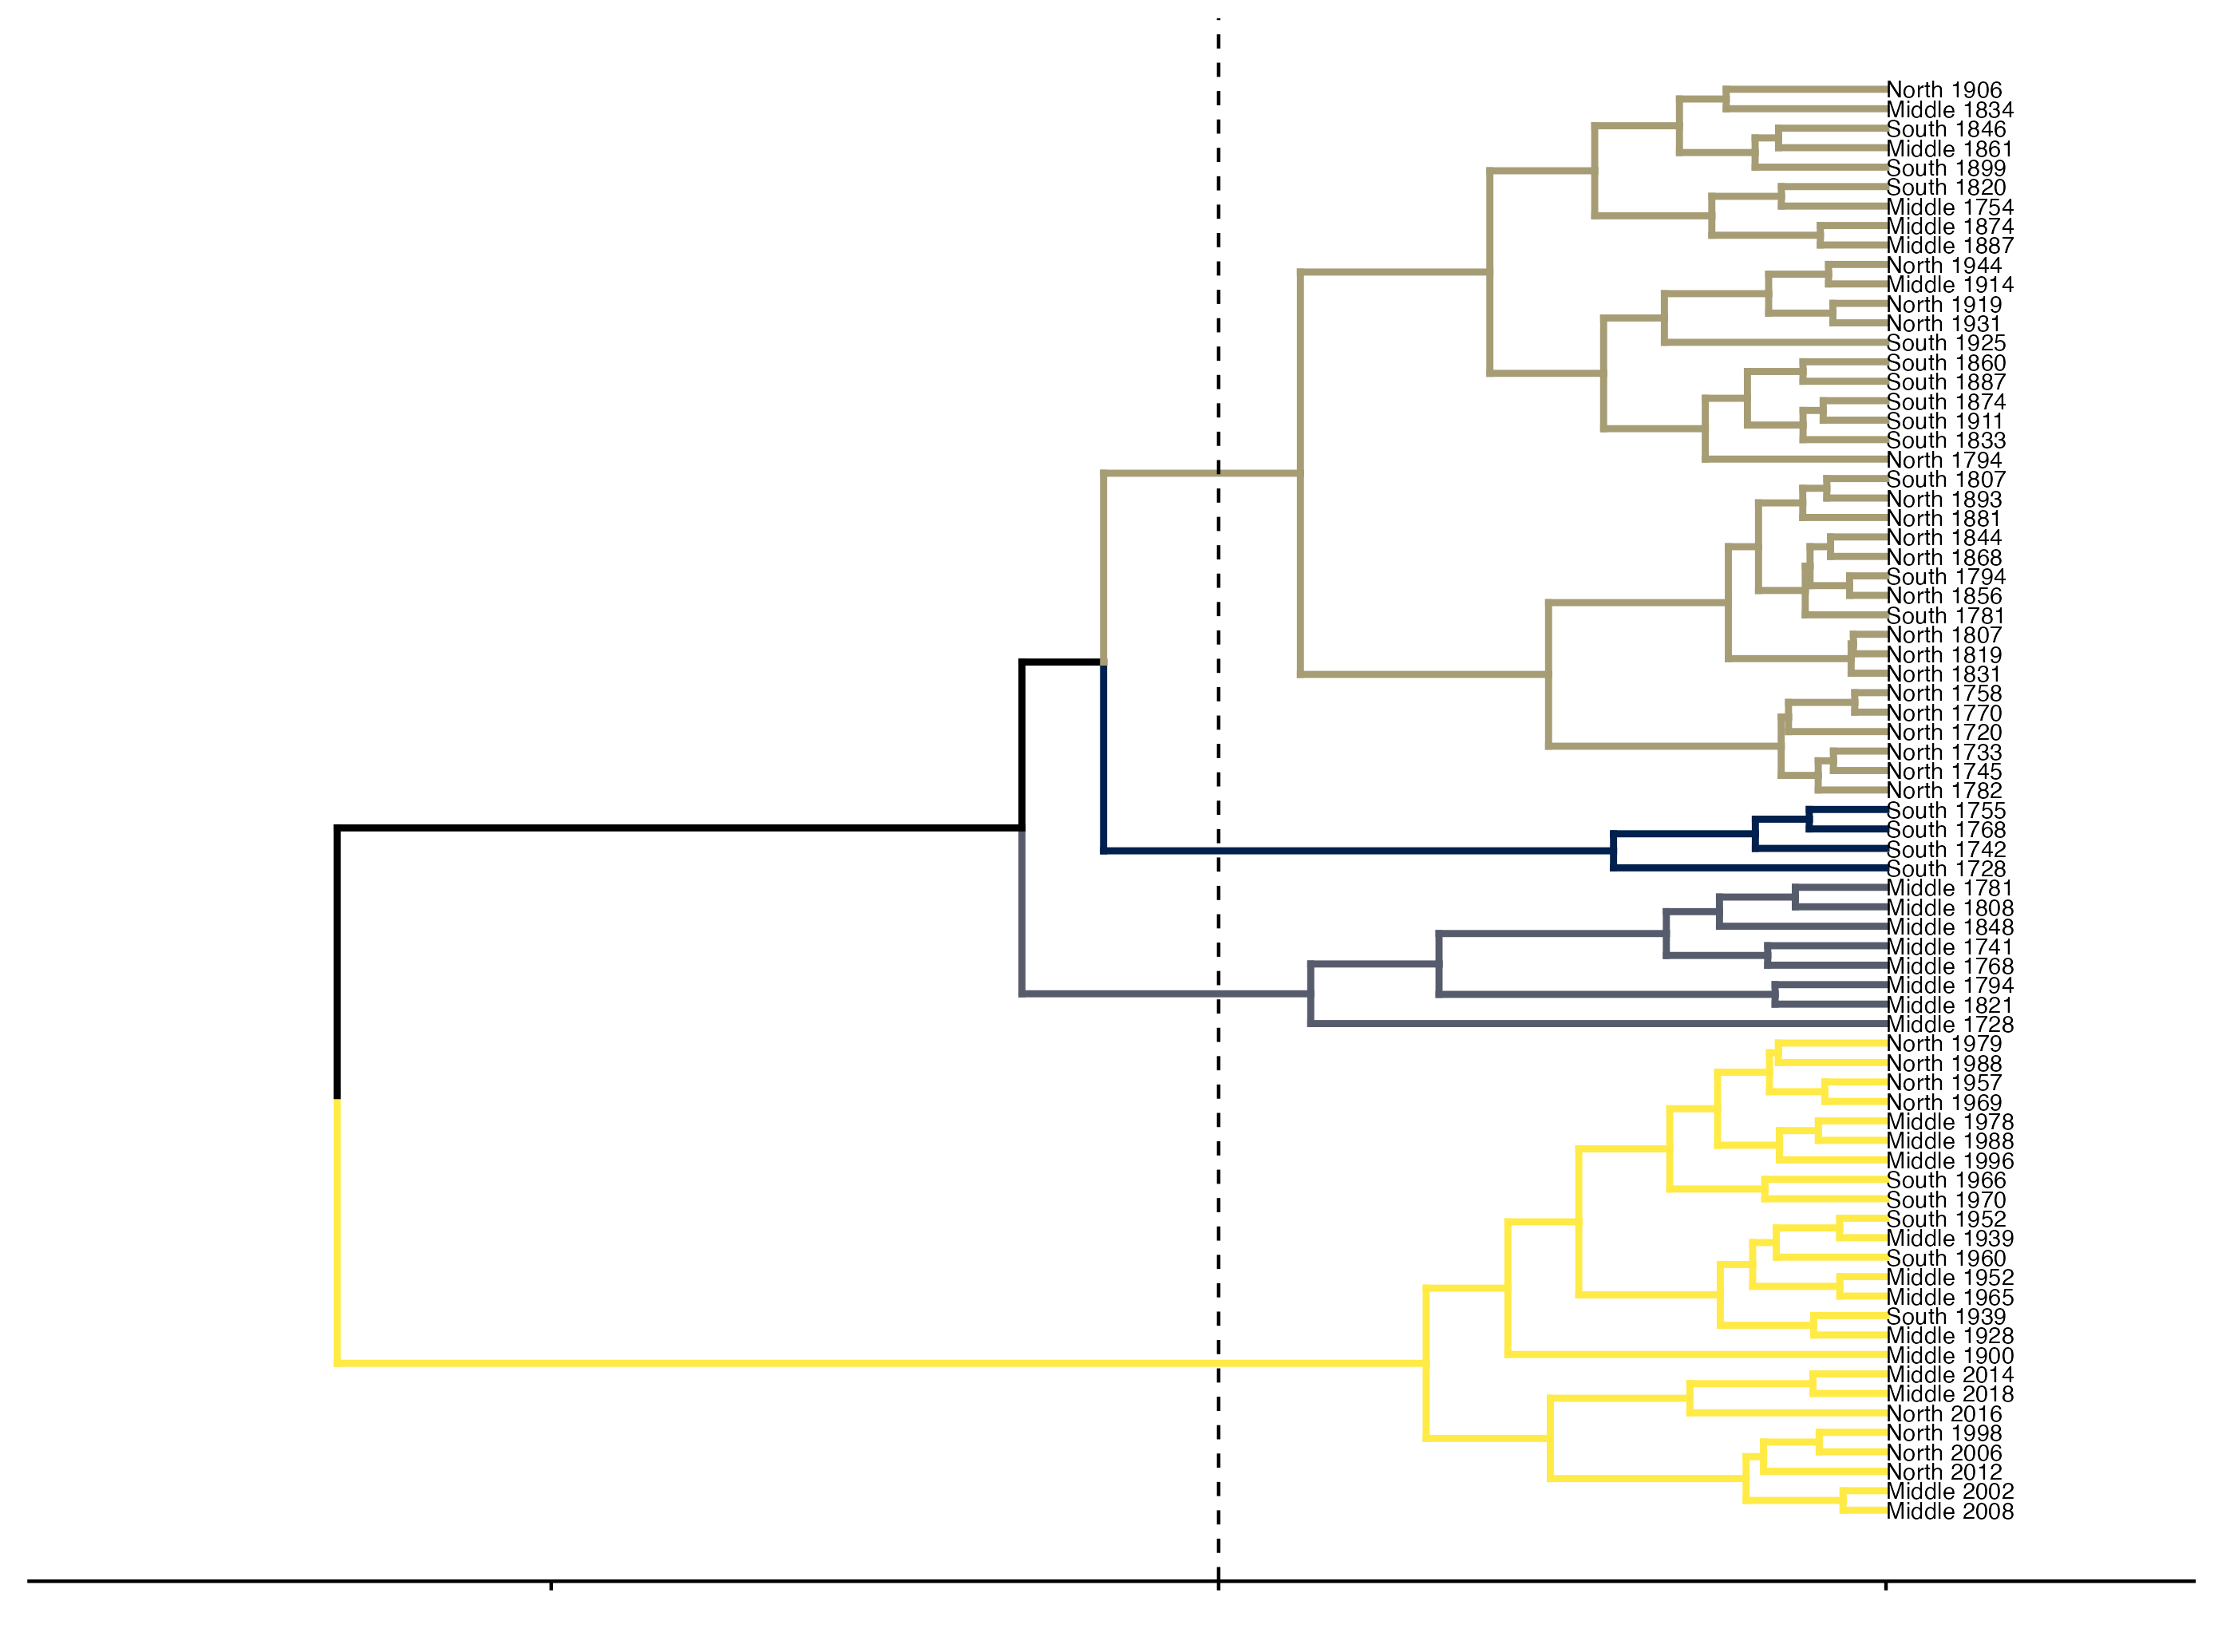 North 1906
Middle 1834
South 1846
Middle 1861
South 1899
South 1820
Middle 1754
Middle 1874
Middle 1887
North 1944
Middle 1914
North 1919
North 1931
South 1925
South 1860
South 1887
South 1874
South 1911
South 1833
North 1794
South 1807
North 1893
North 1881
North 1844
North 1868
South 1794
North 1856
South 1781
North 1807
North 1819
North 1831
North 1758
North 1770
North 1720
North 1733
North 1745
North 1782
South 1755
South 1768
South 1742
South 1728
Middle 1781
Middle 1808
Middle 1848
Middle 1741
Middle 1768
Middle 1794
Middle 1821
Middle 1728
North 1979
North 1988
North 1957
North 1969
Middle 1978
Middle 1988
Middle 1996
South 1966
South 1970
South 1952
Middle 1939
South 1960
Middle 1952
Middle 1965
South 1939
Middle 1928
Middle 1900
Middle 2014
Middle 2018
North 2016
North 1998
North 2006
North 2012
Middle 2002
Middle 2008